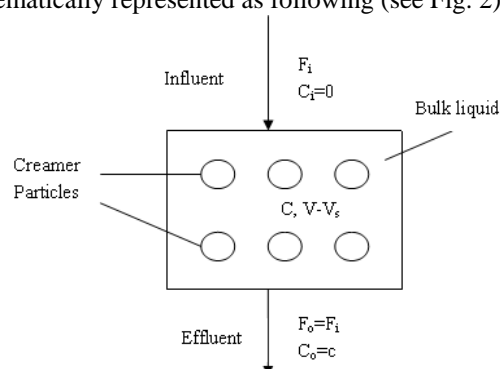 ematically represented as following (see Fig. 2)
Influent
F_i
C_i=0
Bulk liquid
Creamer
Particles
C, V-V_s
Effluent
F_o=F_i
C_o=c